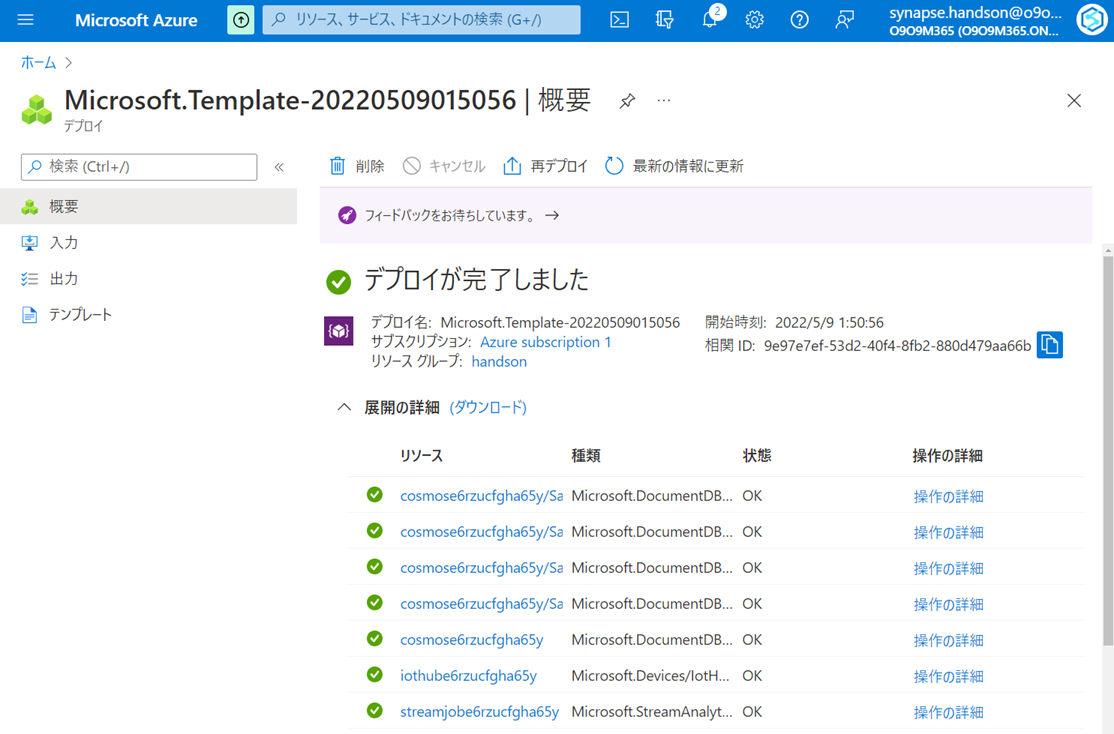 Microsoft Azure
リソース、サービス、ドキュメントの検索 (G+/)
2
synapse.handson@o9o...
O9O9M365 (O9O9M365.ON...
ホーム
Microsoft.Template-20220509015056 | 概要
...
デプロイ
検索 (Ctrl+/)
«
削除
キャンセル
再デプロイ
最新の情報に更新
概要
入力
出力
テンプレート
フィードバックをお待ちしています。 →
デプロイが完了しました
デプロイ名: Microsoft.Template-20220509015056
サブスクリプション: Azure subscription 1
リソース グループ: handson
開始時刻: 2022/5/9 1:50:56
相関 ID: 9e97e7ef-53d2-40f4-8fb2-880d479aa66b
展開の詳細 (ダウンロード)
リソース 種類 状態 操作の詳細
cosmose6rzucfgha65y/Sa Microsoft.DocumentDB... OK 操作の詳細
cosmose6rzucfgha65y/Sa Microsoft.DocumentDB... OK 操作の詳細
cosmose6rzucfgha65y/Sa Microsoft.DocumentDB... OK 操作の詳細
cosmose6rzucfgha65y/Sa Microsoft.DocumentDB... OK 操作の詳細
cosmose6rzucfgha65y Microsoft.DocumentDB... OK 操作の詳細
iothube6rzucfgha65y Microsoft.Devices/IotH... OK 操作の詳細
streamjobe6rzucfgha65y Microsoft.StreamAnalyt... OK 操作の詳細